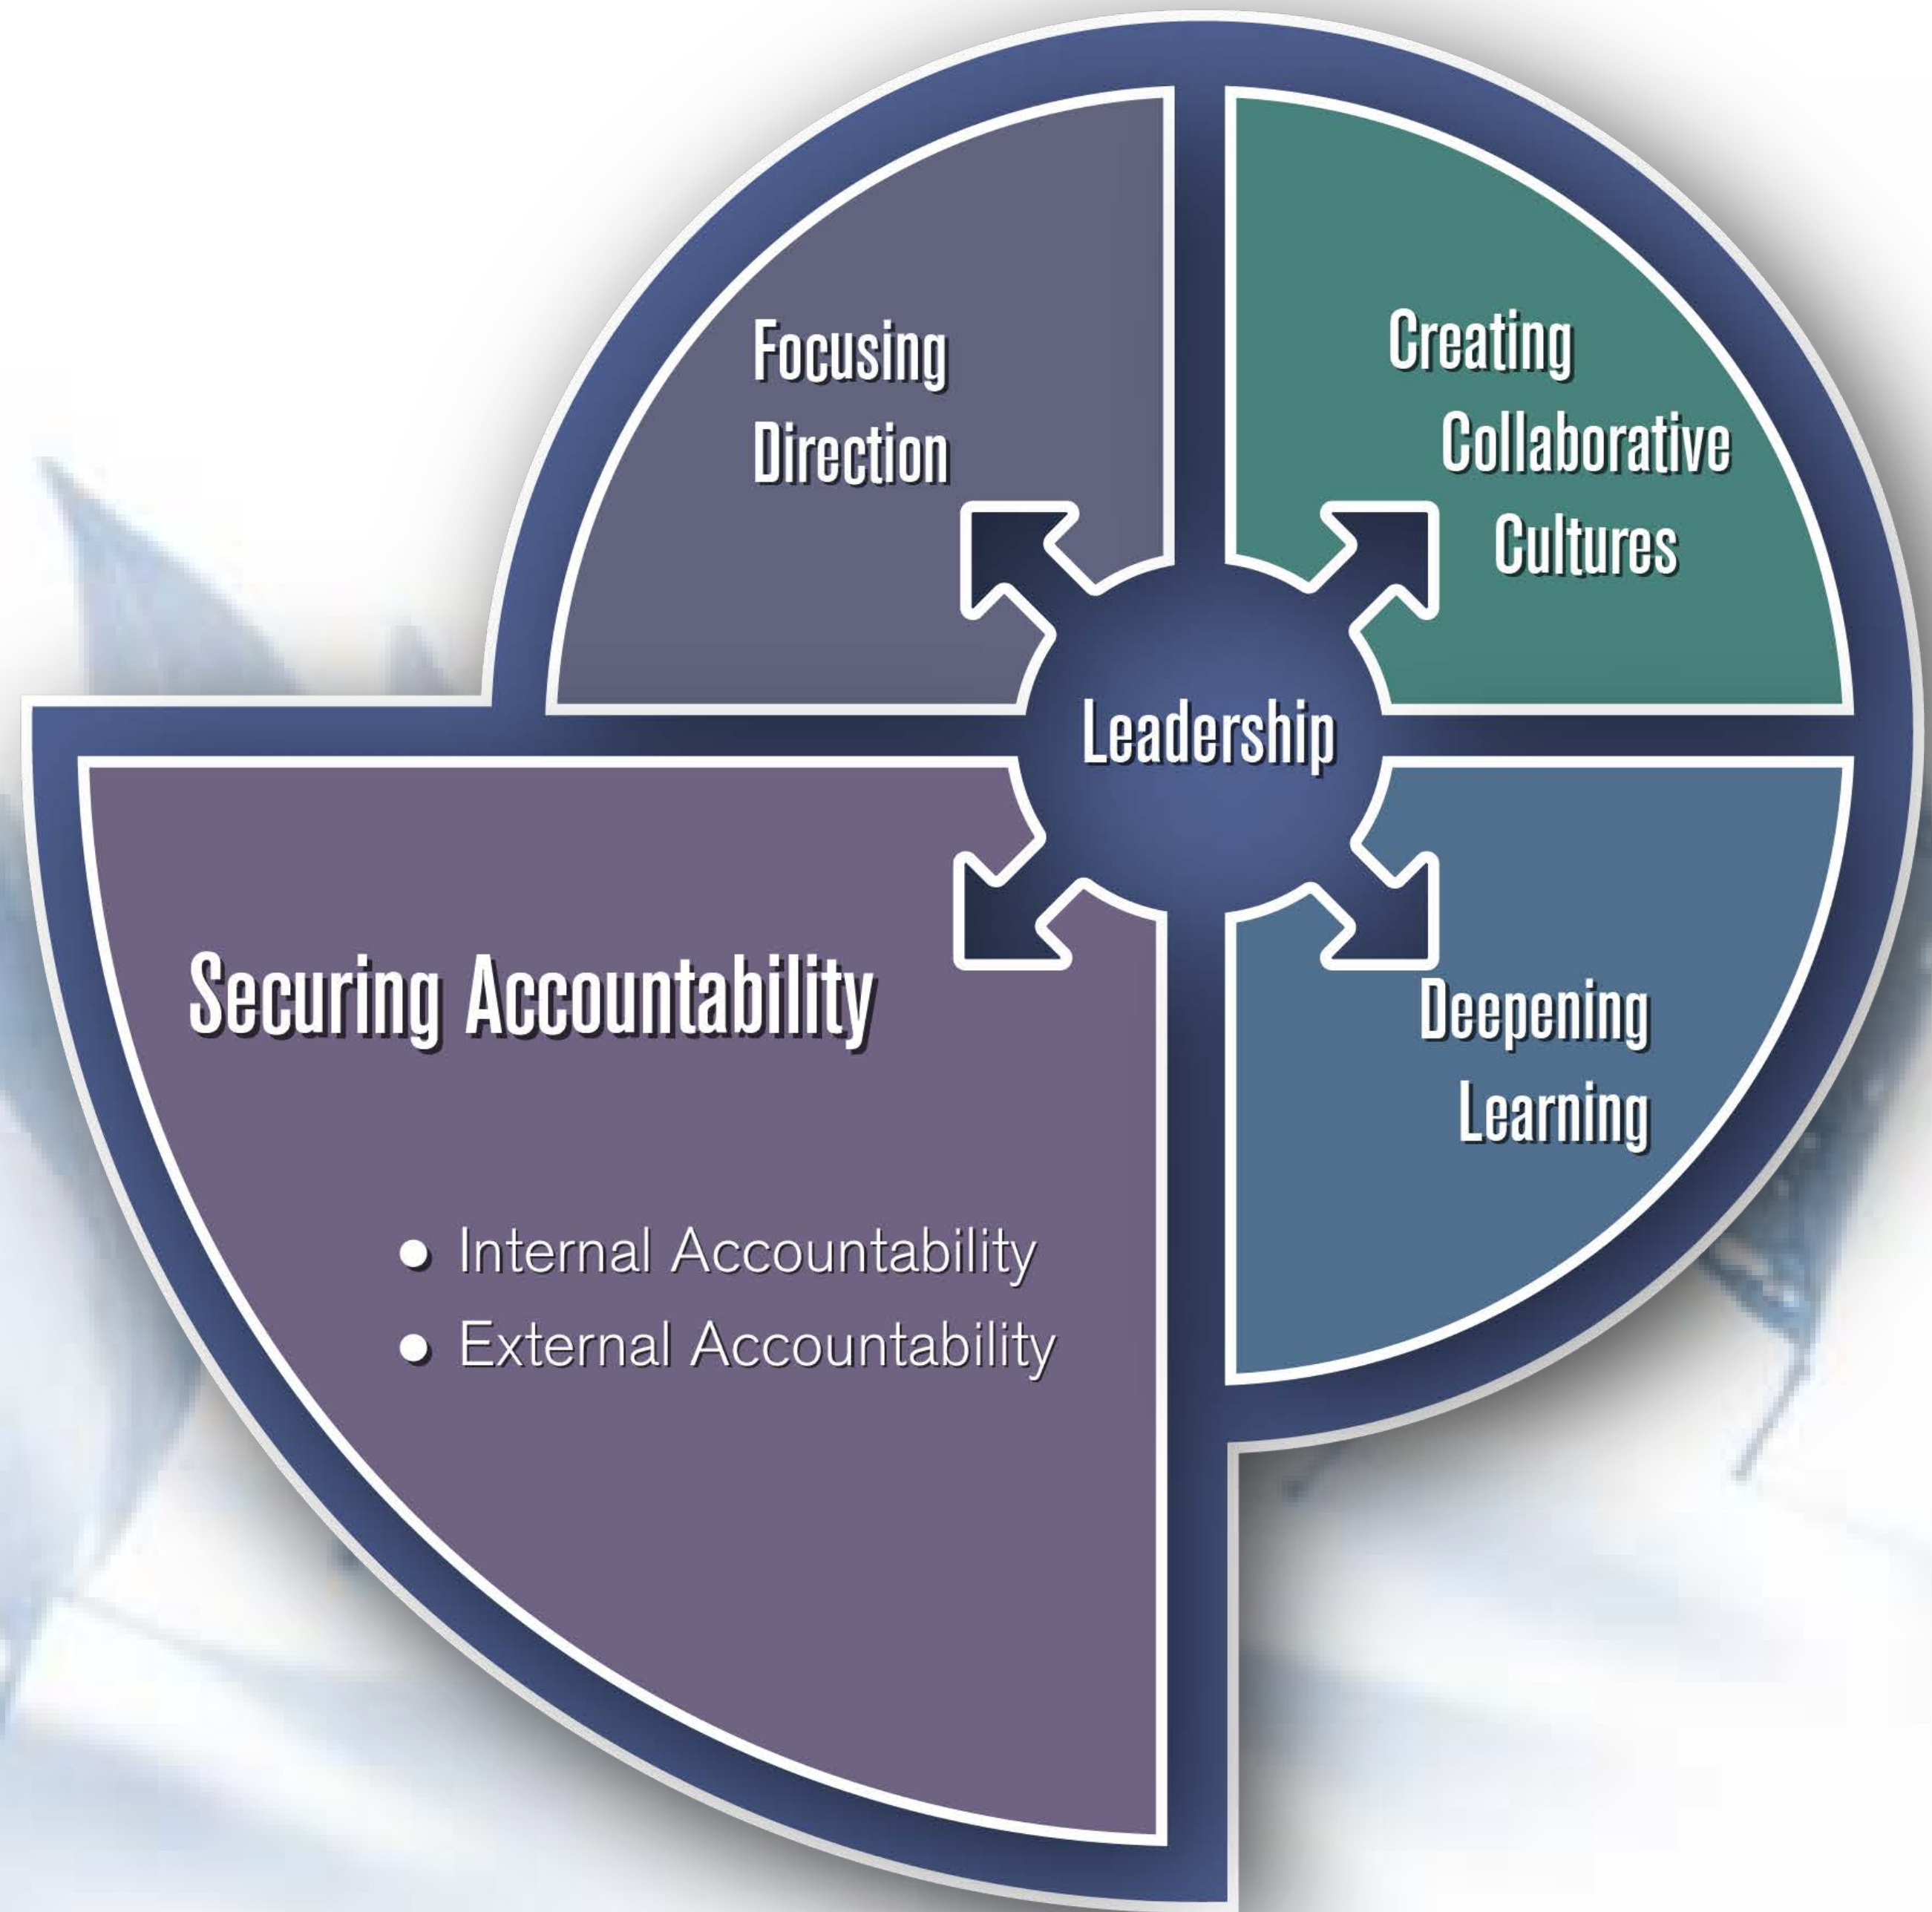 Focusing
Direction
Creating
Collaborative
Cultures
Leadership
Securing Accountability
● Internal Accountability
● External Accountability
Deepening
Learning